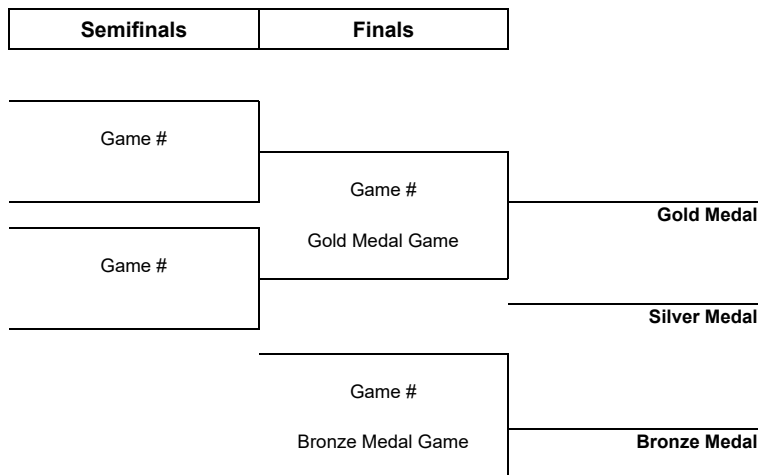 Semifinals Finals
Game #
Game #
Gold Medal
Gold Medal Game
Game #
Silver Medal
Game #
Bronze Medal Game Bronze Medal